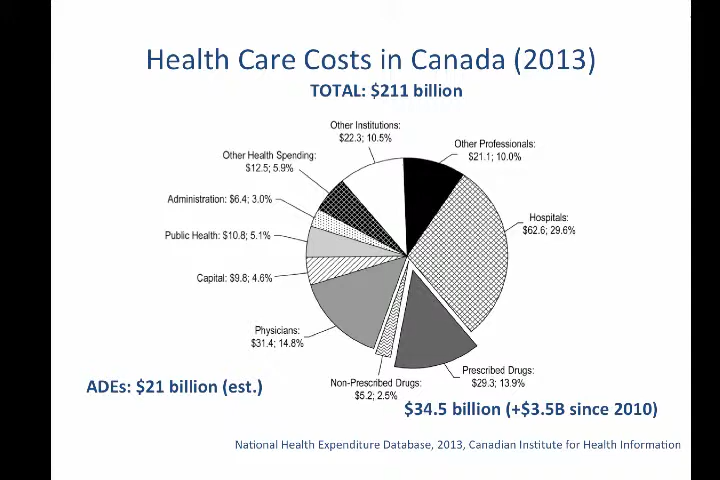 Health Care Costs in Canada (2013)
TOTAL: $211 billion
Other Institutions:
$22.3; 10.5%
Other Professionals:
$21.1; 10.0%
Other Health Spending:
$12.5; 5.9%
Administration: $6.4; 3.0%
Hospitals:
$62.6; 29.6%
Public Health: $10.8; 5.1%
Capital: $9.8; 4.6%
Physicians:
$31.4; 14.8%
Prescribed Drugs:
$29.3; 13.9%
Non-Prescribed Drugs:
$5.2; 2.5%
ADEs: $21 billion (est.)
$34.5 billion (+$3.5B since 2010)
National Health Expenditure Database, 2013, Canadian Institute for Health Information